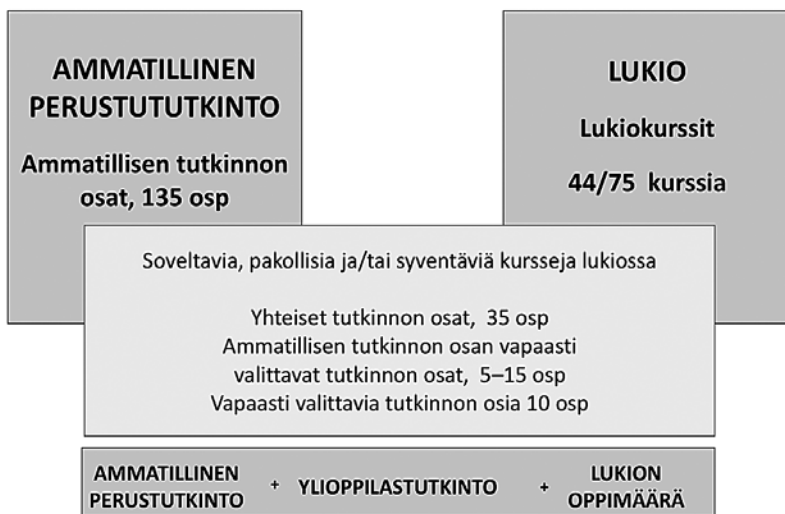 AMMATILLINEN
PERUSTUTUTKINTO
Ammatillisen tutkinnon
osat, 135 osp
LUKIO
Lukiokurssit
44/75 kurssia
Soveltavia, pakollisia ja/tai syventäviä kursseja lukiossa
Yhteiset tutkinnon osat, 35 osp
Ammatillisen tutkinnon osan vapaasti
valittavat tutkinnon osat, 5–15 osp
Vapaasti valittavia tutkinnon osia 10 osp
AMMATILLINEN
PERUSTUTKINTO
+ YLIOPPILASTUTKINTO +
LUKION
OPPIMÄÄRÄ